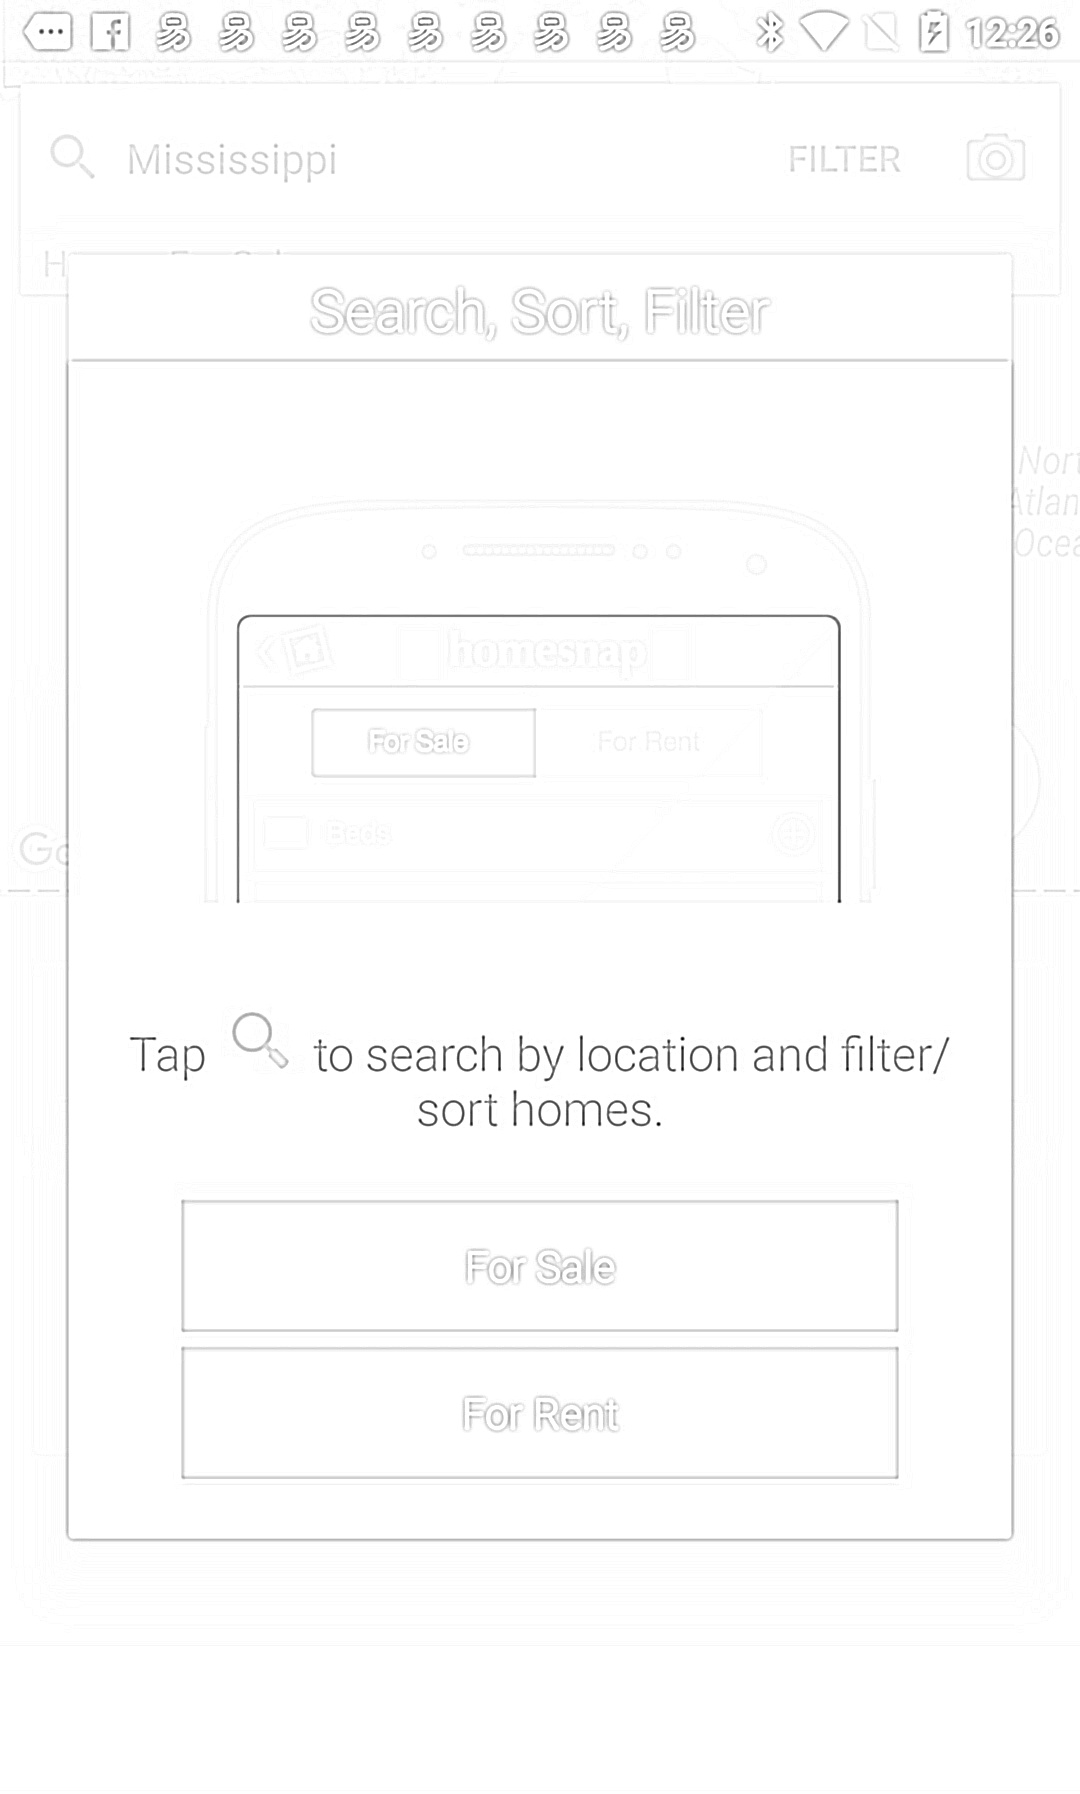 12:26
Mississippi FILTER
Search, Sort, Filter
Nort
Atlan
Ocea
homesnap
For Sale For Rent
Beds
Go
Tap to search by location and filter/
sort homes.
For Sale
For Rent